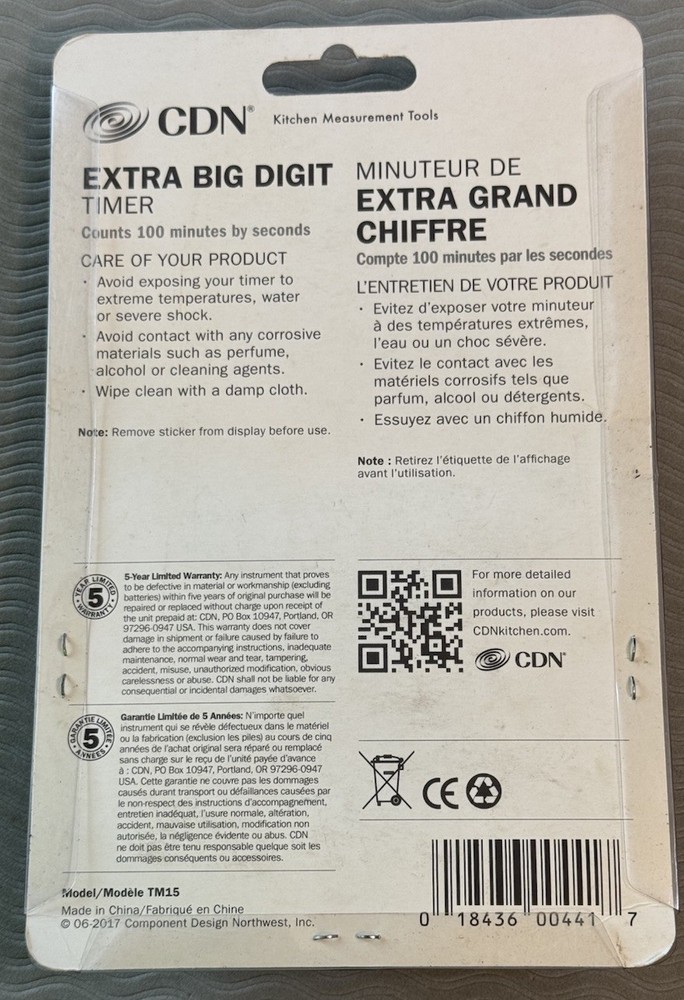 CDN® Kitchen Measurement Tools
EXTRA BIG DIGIT
TIMER
Counts 100 minutes by seconds
CARE OF YOUR PRODUCT
· Avoid exposing your timer to
extreme temperatures, water
or severe shock.
· Avoid contact with any corrosive
materials such as perfume,
alcohol or cleaning agents.
· Wipe clean with a damp cloth.
Note: Remove sticker from display before use.
MINUTEUR DE
EXTRA GRAND
CHIFFRE
Compte 100 minutes par les secondes
L'ENTRETIEN DE VOTRE PRODUIT
· Evitez d'exposer votre minuteur
à des températures extrêmes,
l'eau ou un choc sévère.
· Evitez le contact avec les
matériels corrosifs tels que
parfum, alcool ou détergents.
· Essuyez avec un chiffon humide.
Note : Retirez l'étiquette de l'affichage
avant l'utilisation.
YEAR LIMITED
5
WARRANTY
5-Year Limited Warranty: Any instrument that proves
to be defective in material or workmanship (excluding
batteries) within five years of original purchase will be
repaired or replaced without charge upon receipt of
the unit prepaid at: CDN, PO Box 10947, Portland, OR
97296-0947 USA. This warranty does not cover
damage in shipment or failure caused by failure to
adhere to the accompanying instructions, inadequate
maintenance, normal wear and tear, tampering,
accident, misuse, unauthorized modification, obvious
carelessness or abuse. CDN shall not be liable for any
consequential or incidental damages whatsoever.
GARANTIE LIMITÉE
5
ANNÉES
Garantie Limitée de 5 Années: N'importe quel
instrument qui se révèle défectueux dans le matériel
ou la fabrication (exclusion les piles) au cours de cinq
années de l'achat original sera réparé ou remplacé
sans charge sur le reçu de l'unité payée d'avance
à : CDN, PO Box 10947, Portland, OR 97296-0947
USA. Cette garantie ne couvre pas les dommages
causés durant transport ou défaillances causées par
le non-respect des instructions d'accompagnement,
entretien inadéquat, l'usure normale, altération,
accident, mauvaise utilisation, modification non
autorisée, la négligence évidente ou abus. CDN
ne doit pas être tenu responsable quelque soit les
dommages conséquents ou accessoires.
For more detailed
information on our
products, please visit
CDNkitchen.com.
CDN®
CE
Model/Modèle TM15
Made in China/Fabriqué en Chine
© 06-2017 Component Design Northwest, Inc.
0 18436 00441 7